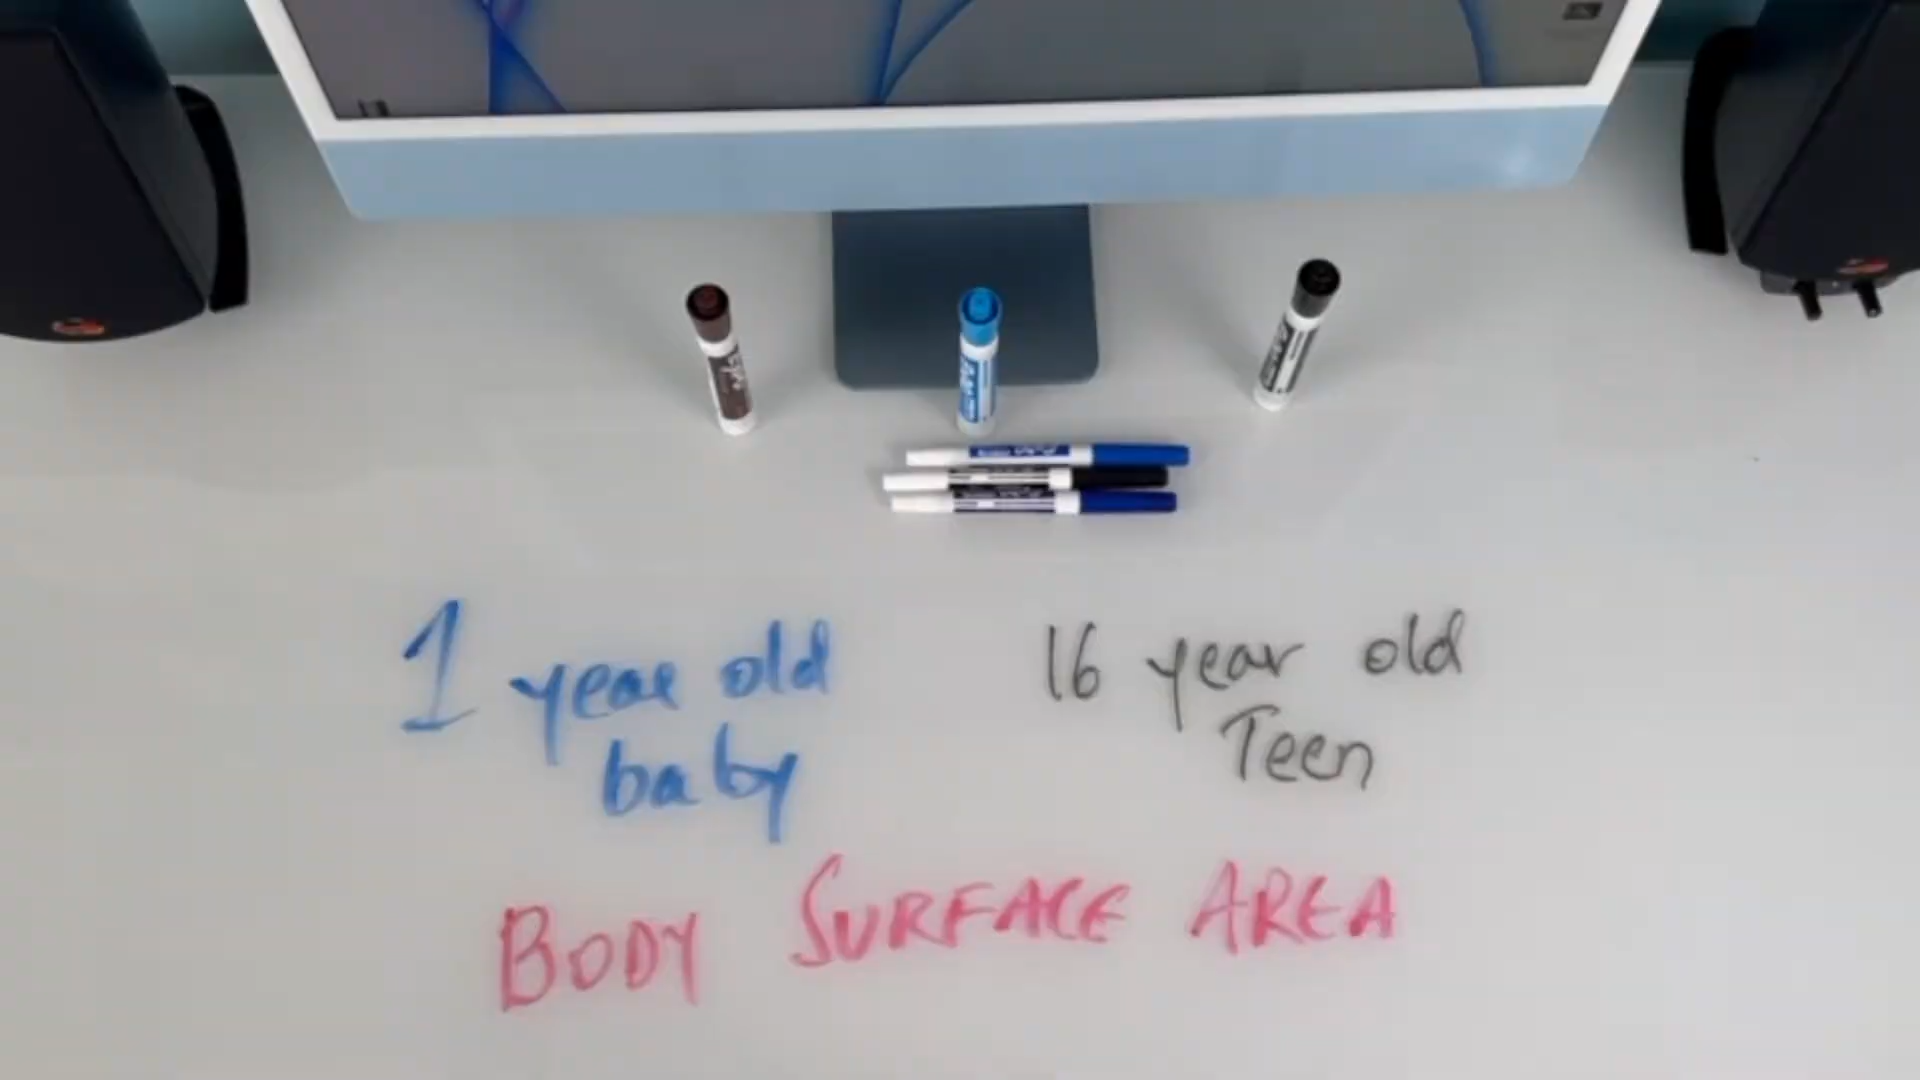 1 year old
baby
16 year old
Teen
BODY SURFACE AREA